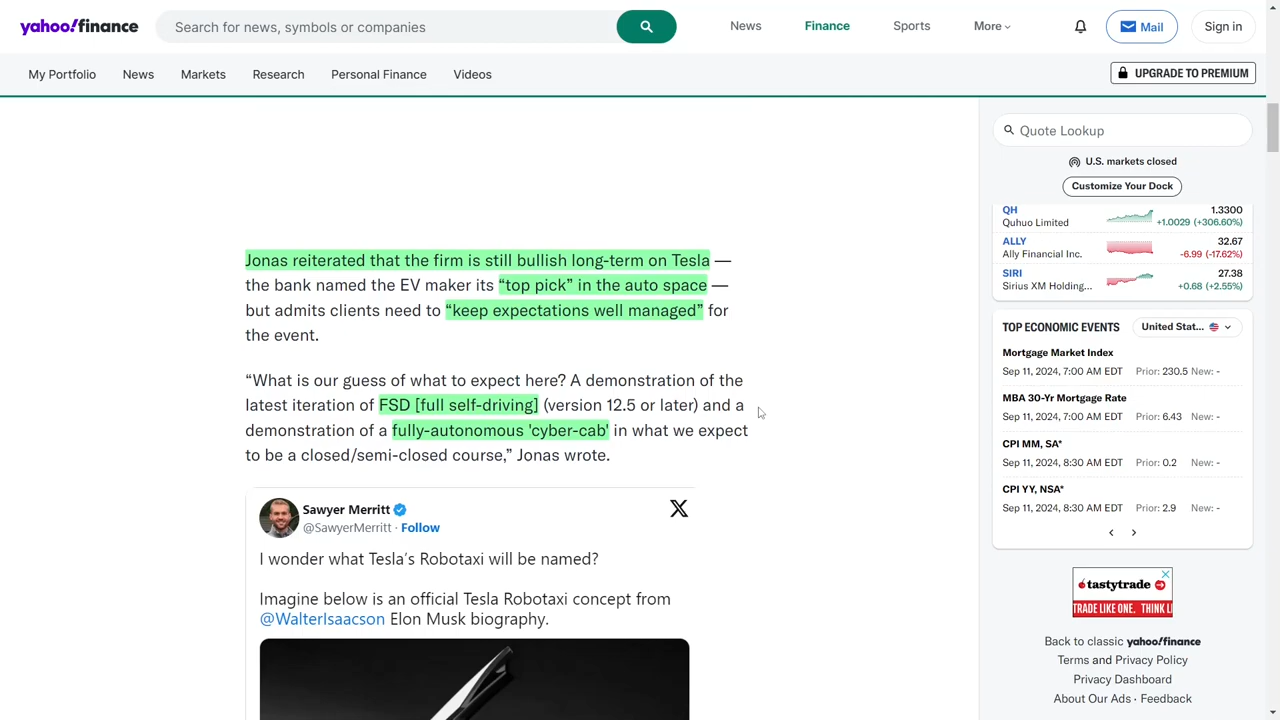 yahoo!finance
Search for news, symbols or companies
News
Finance
Sports
More
Mail
Sign in
My Portfolio
News
Markets
Research
Personal Finance
Videos
UPGRADE TO PREMIUM
Jonas reiterated that the firm is still bullish long-term on Tesla —
the bank named the EV maker its “top pick” in the auto space —
but admits clients need to “keep expectations well managed” for
the event.
“What is our guess of what to expect here? A demonstration of the
latest iteration of FSD [full self-driving] (version 12.5 or later) and a
demonstration of a fully-autonomous 'cyber-cab' in what we expect
to be a closed/semi-closed course,” Jonas wrote.
Sawyer Merritt
@SawyerMerritt · Follow
I wonder what Tesla’s Robotaxi will be named?
Imagine below is an official Tesla Robotaxi concept from
@WalterIsaacson Elon Musk biography.
Quote Lookup
U.S. markets closed
Customize Your Dock
QH 1.3300
Quhuo Limited +1.0029 (+306.60%)
ALLY 32.67
Ally Financial Inc. -6.99 (-17.62%)
SIRI 27.38
Sirius XM Holding... +0.68 (+2.55%)
TOP ECONOMIC EVENTS United Stat...
Mortgage Market Index
Sep 11, 2024, 7:00 AM EDT Prior: 230.5 New: -
MBA 30-Yr Mortgage Rate
Sep 11, 2024, 7:00 AM EDT Prior: 6.43 New: -
CPI MM, SA*
Sep 11, 2024, 8:30 AM EDT Prior: 0.2 New: -
CPI YY, NSA*
Sep 11, 2024, 8:30 AM EDT Prior: 2.9 New: -
tastytrade
TRADE LIKE ONE. THINK LI
Back to classic yahoo!finance
Terms and Privacy Policy
Privacy Dashboard
About Our Ads · Feedback